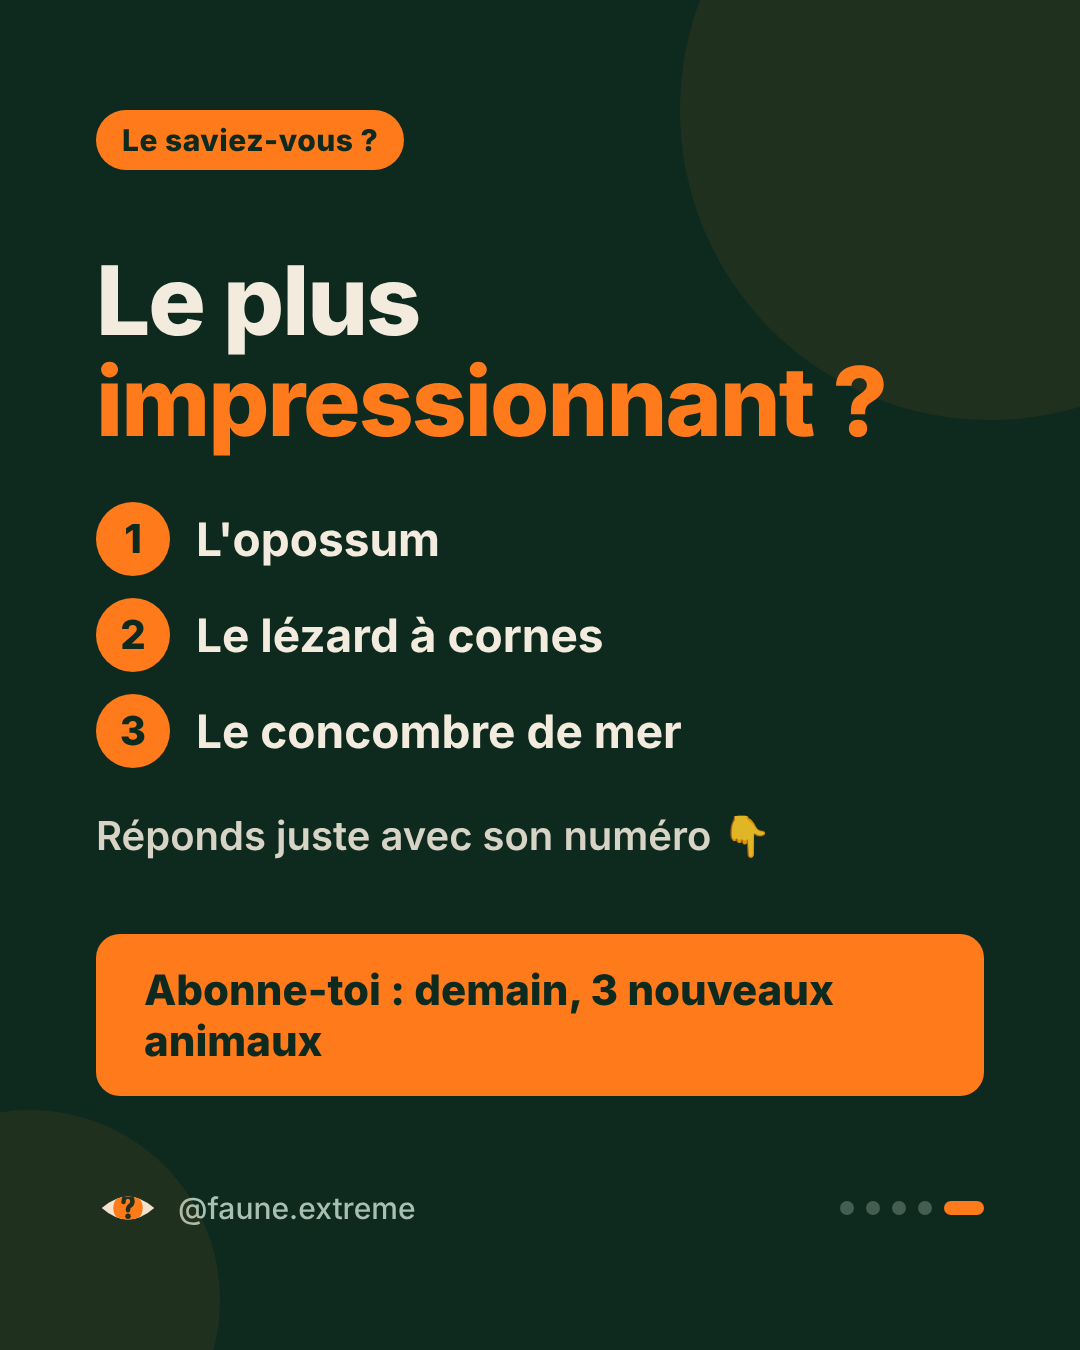 Le saviez-vous ?
Le plus
impressionnant ?
1 L'opossum
2 Le lézard à cornes
3 Le concombre de mer
Réponds juste avec son numéro 👇
Abonne-toi : demain, 3 nouveaux
animaux
? @faune.extreme